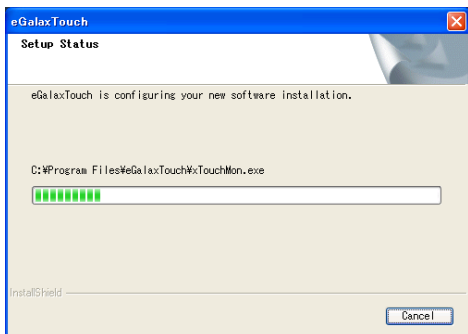 eGalaxTouch
Setup Status
eGalaxTouch is configuring your new software installation.
C:¥Program Files¥eGalaxTouch¥xTouchMon.exe
InstallShield
Cancel